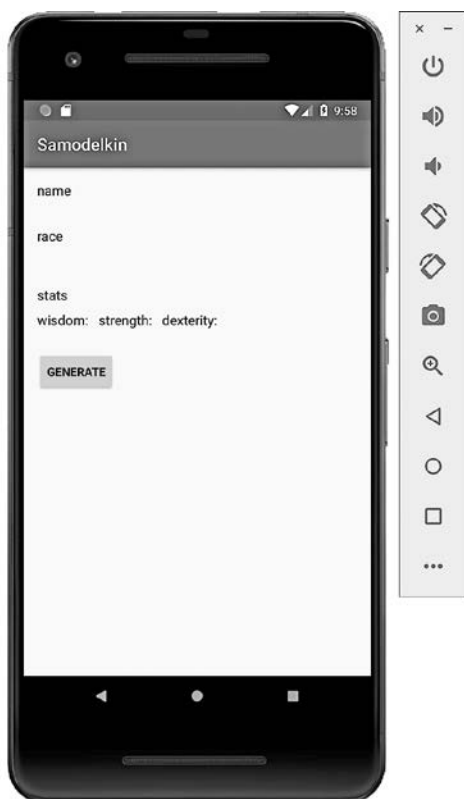 9:58
Samodelkin
name
race
stats
wisdom: strength: dexterity:
GENERATE